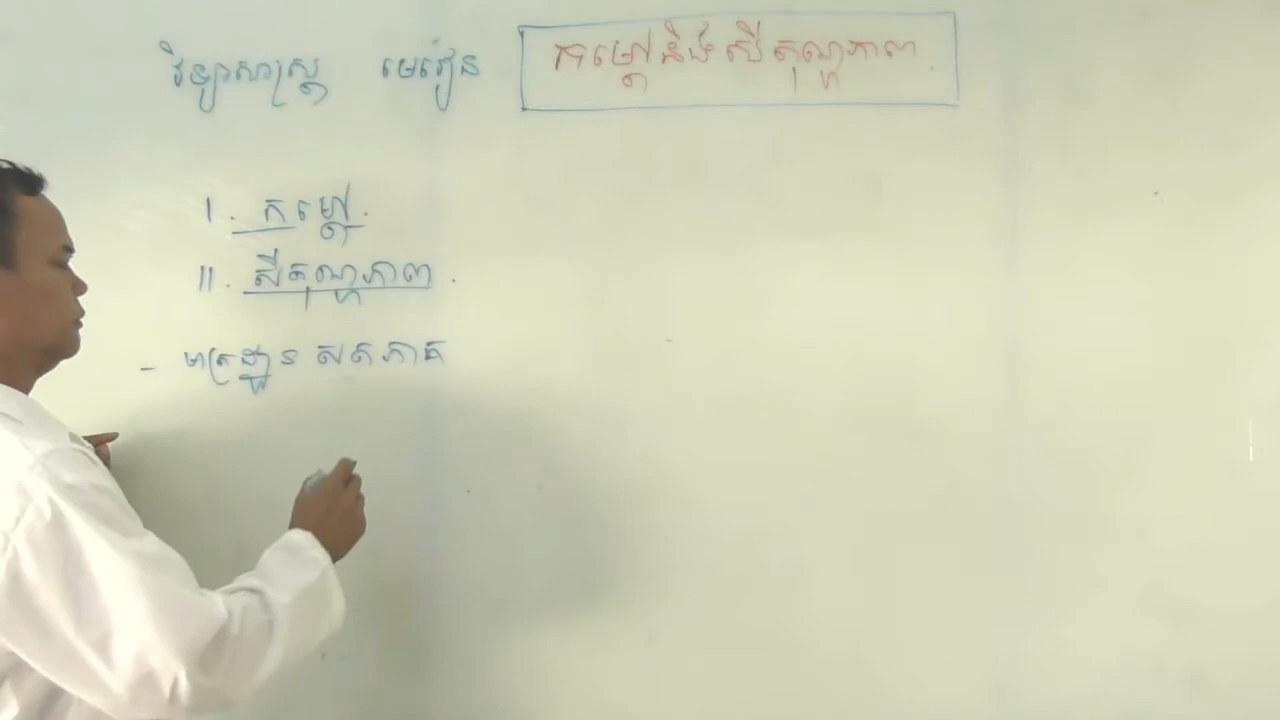 វិទ្យាសាស្ត្រ មេរៀន កម្ដៅនិងសីតុណ្ហភាព.
I. កម្ដៅ.
II. សីតុណ្ហភាព.
- មាត្រដ្ឋាន សតភាគ